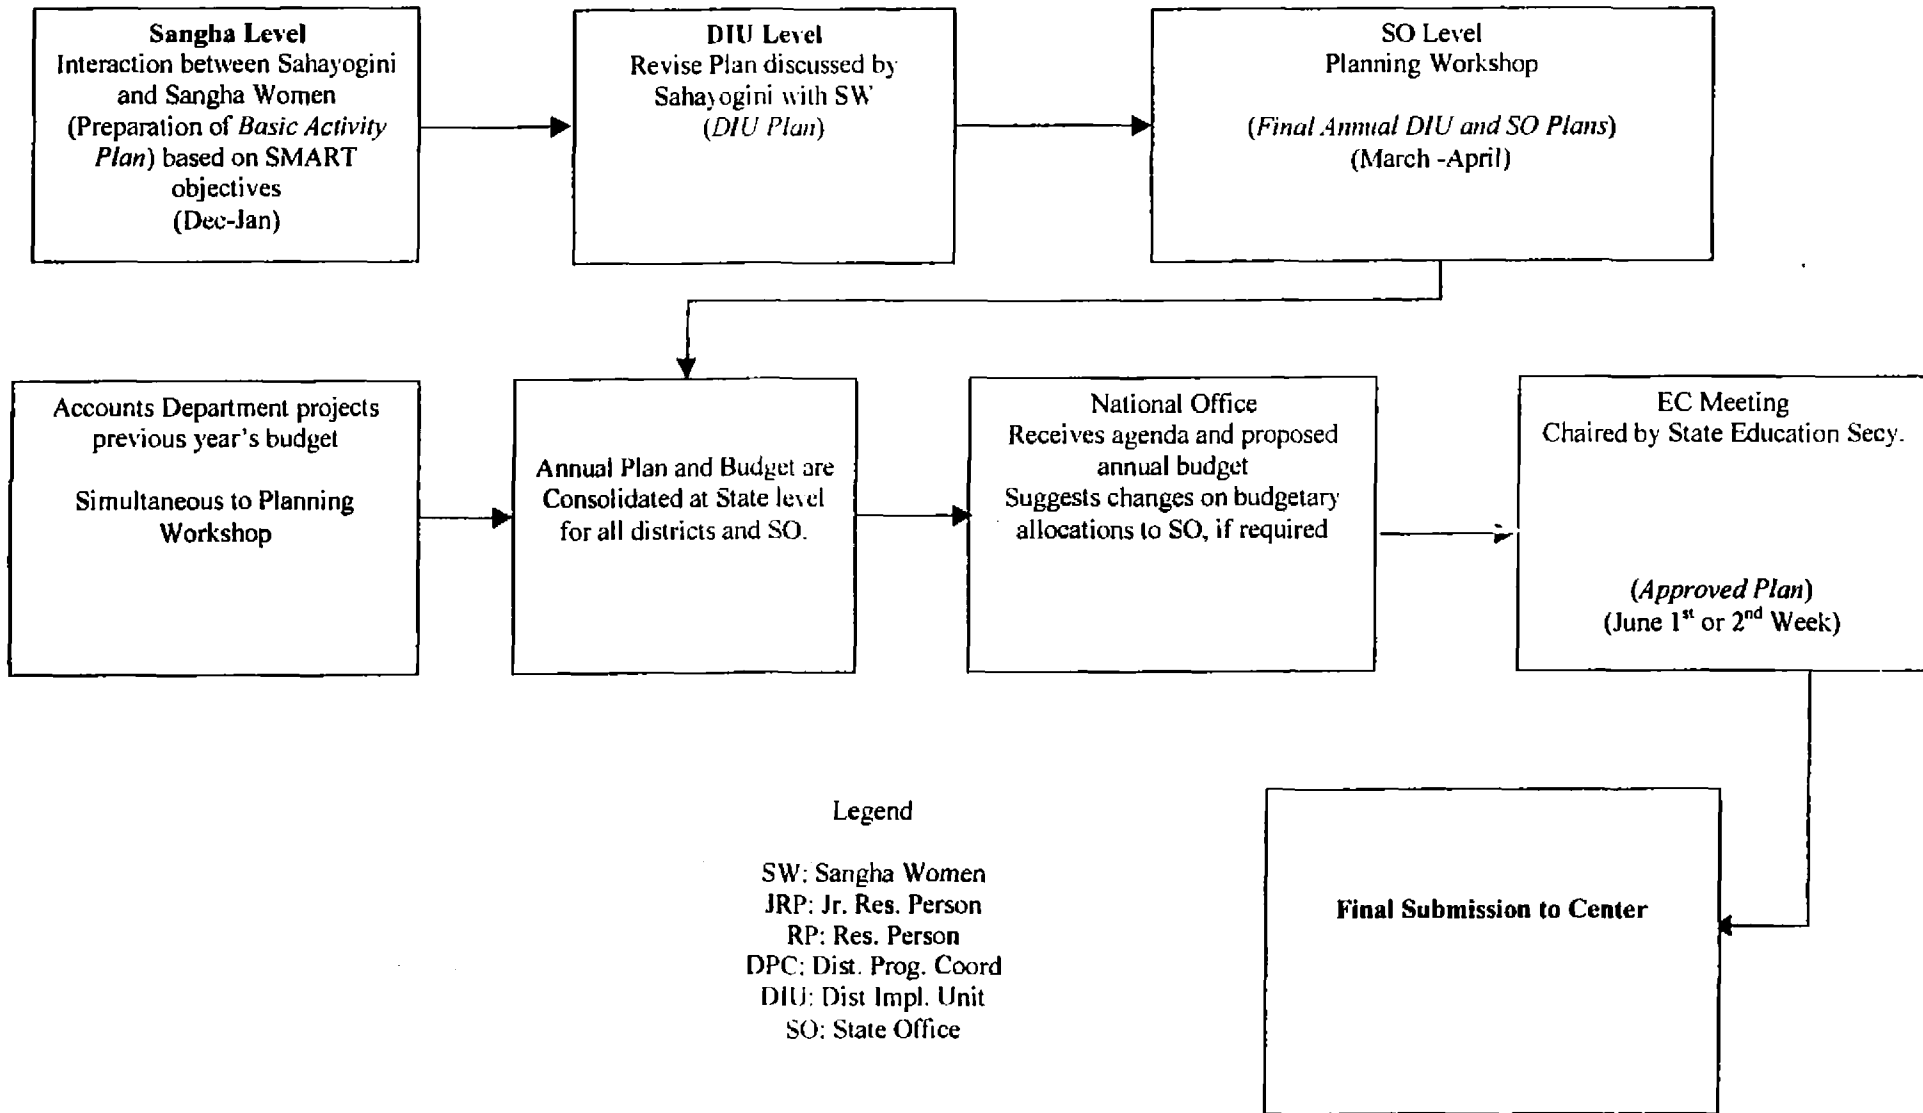 Sangha Level
Interaction between Sahayogini
and Sangha Women
(Preparation of Basic Activity
Plan) based on SMART
objectives
(Dec-Jan)
DIU Level
Revise Plan discussed by
Sahayogini with SW
(DIU Plan)
SO Level
Planning Workshop
(Final Annual DIU and SO Plans)
(March -April)
Accounts Department projects
previous year's budget
Simultaneous to Planning
Workshop
Annual Plan and Budget are
Consolidated at State level
for all districts and SO.
National Office
Receives agenda and proposed
annual budget
Suggests changes on budgetary
allocations to SO, if required
EC Meeting
Chaired by State Education Secy.
(Approved Plan)
(June 1st or 2nd Week)
Final Submission to Center
Legend
SW: Sangha Women
JRP: Jr. Res. Person
RP: Res. Person
DPC: Dist. Prog. Coord
DIU: Dist Impl. Unit
SO: State Office